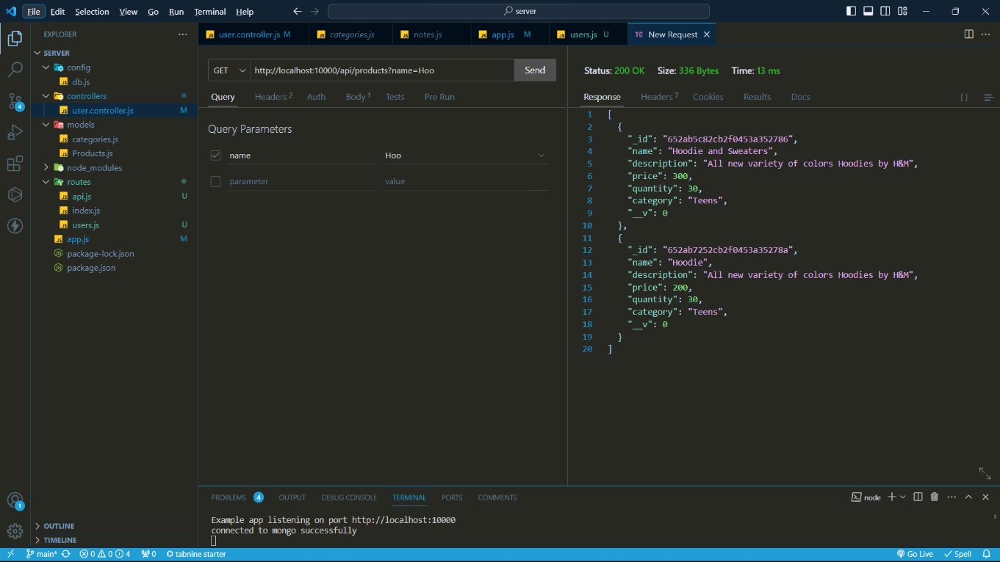 File Edit Selection View Go Run Terminal Help
server
EXPLORER
SERVER
config
db.js
controllers
user.controller.js M
models
categories.js
Products.js
node_modules
routes
api.js U
index.js
users.js U
app.js M
package-lock.json
package.json
OUTLINE
TIMELINE
4
1
JS user.controller.js M
JS categories.js
JS notes.js
JS app.js M
JS users.js U
TC New Request
GET http://localhost:10000/api/products?name=Hoo Send
Query Headers 2 Auth Body 1 Tests Pre Run
Query Parameters
name Hoo
parameter value
Status: 200 OK Size: 336 Bytes Time: 13 ms
Response Headers 7 Cookies Results Docs { }
1 [
2 {
3 "_id": "652ab5c82cb2f0453a352786",
4 "name": "Hoodie and Sweaters",
5 "description": "All new variety of colors Hoodies by H&M",
6 "price": 300,
7 "quantity": 30,
8 "category": "Teens",
9 "__v": 0
10 },
11 {
12 "_id": "652ab7252cb2f0453a35278a",
13 "name": "Hoodie",
14 "description": "All new variety of colors Hoodies by H&M",
15 "price": 200,
16 "quantity": 30,
17 "category": "Teens",
18 "__v": 0
19 }
20 ]
PROBLEMS 4 OUTPUT DEBUG CONSOLE TERMINAL PORTS COMMENTS
node
Example app listening on port http://localhost:10000
connected to mongo successfully
main* 0 0 4 0 tabnine starter Go Live Spell